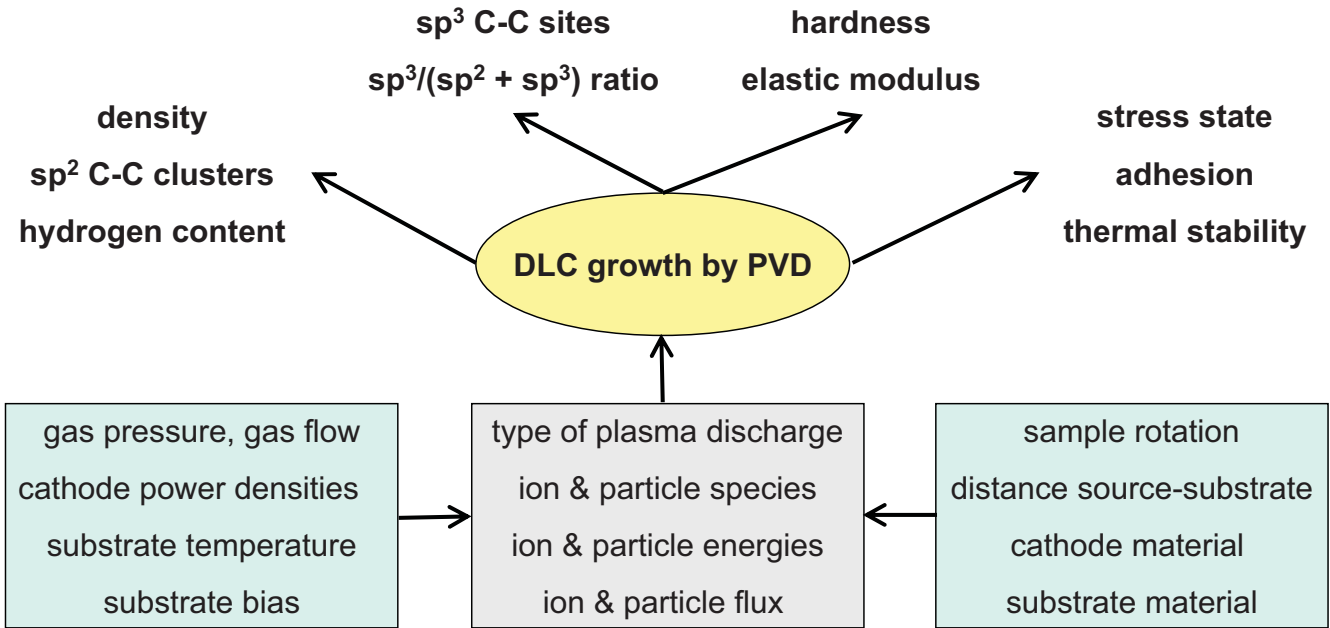 sp³ C-C sites
sp³/(sp² + sp³) ratio
hardness
elastic modulus
density
sp² C-C clusters
hydrogen content
stress state
adhesion
thermal stability
DLC growth by PVD
gas pressure, gas flow
cathode power densities
substrate temperature
substrate bias
type of plasma discharge
ion & particle species
ion & particle energies
ion & particle flux
sample rotation
distance source-substrate
cathode material
substrate material